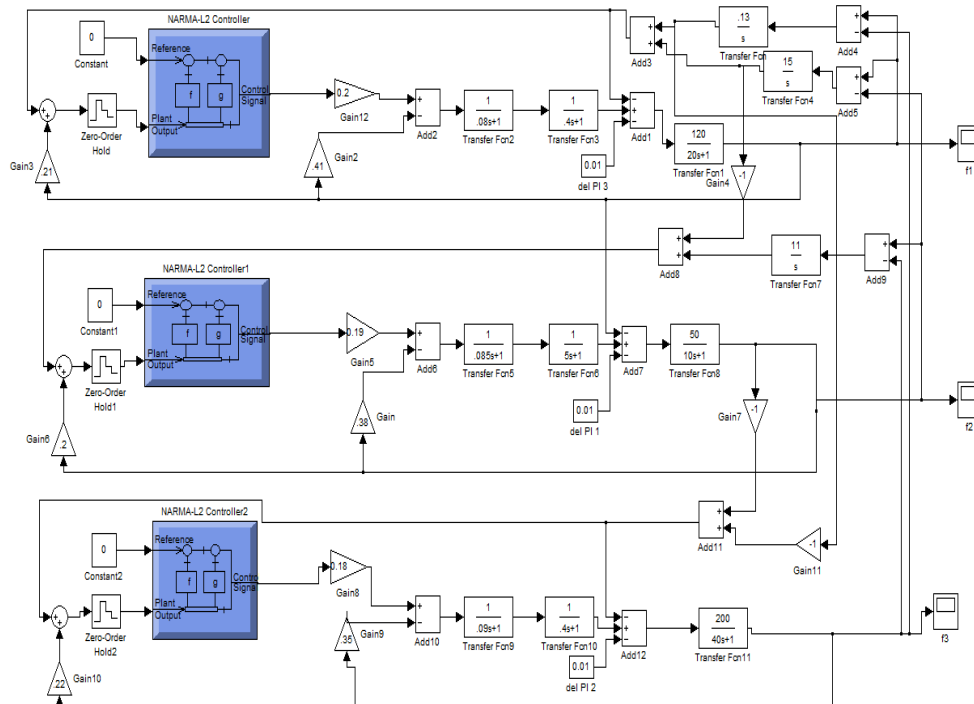 NARMA-L2 Controller
0
Constant
Reference
f
g
Control
Signal
Plant
Output
Zero-Order
Hold
Gain3
.21
0.2
Gain12
.41
Gain2
+
−
Add2
1
.08s+1
Transfer Fcn2
1
.4s+1
Transfer Fcn3
−
+
−
Add1
0.01
del PI 3
120
20s+1
Transfer Fcn1
+
+
Add3
.13
s
Transfer Fcn
15
s
Transfer Fcn4
+
−
Add4
+
−
Add5
-1
Gain4
f1
NARMA-L2 Controller1
0
Constant1
Reference
f
g
Control
Signal
Plant
Output
Zero-Order
Hold1
Gain6
.2
0.19
Gain5
.38
Gain
+
−
Add6
1
.085s+1
Transfer Fcn5
1
5s+1
Transfer Fcn6
−
+
−
Add7
0.01
del PI 1
50
10s+1
Transfer Fcn8
+
+
Add8
11
s
Transfer Fcn7
+
−
Add9
-1
Gain7
f2
NARMA-L2 Controller2
0
Constant2
Reference
f
g
Contro
Signal
Plant
Output
Zero-Order
Hold2
.22
Gain10
0.18
Gain8
.35
Gain9
+
−
Add10
1
.09s+1
Transfer Fcn9
1
.4s+1
Transfer Fcn10
−
+
−
Add12
0.01
del PI 2
200
40s+1
Transfer Fcn11
+
+
Add11
-1
Gain11
f3